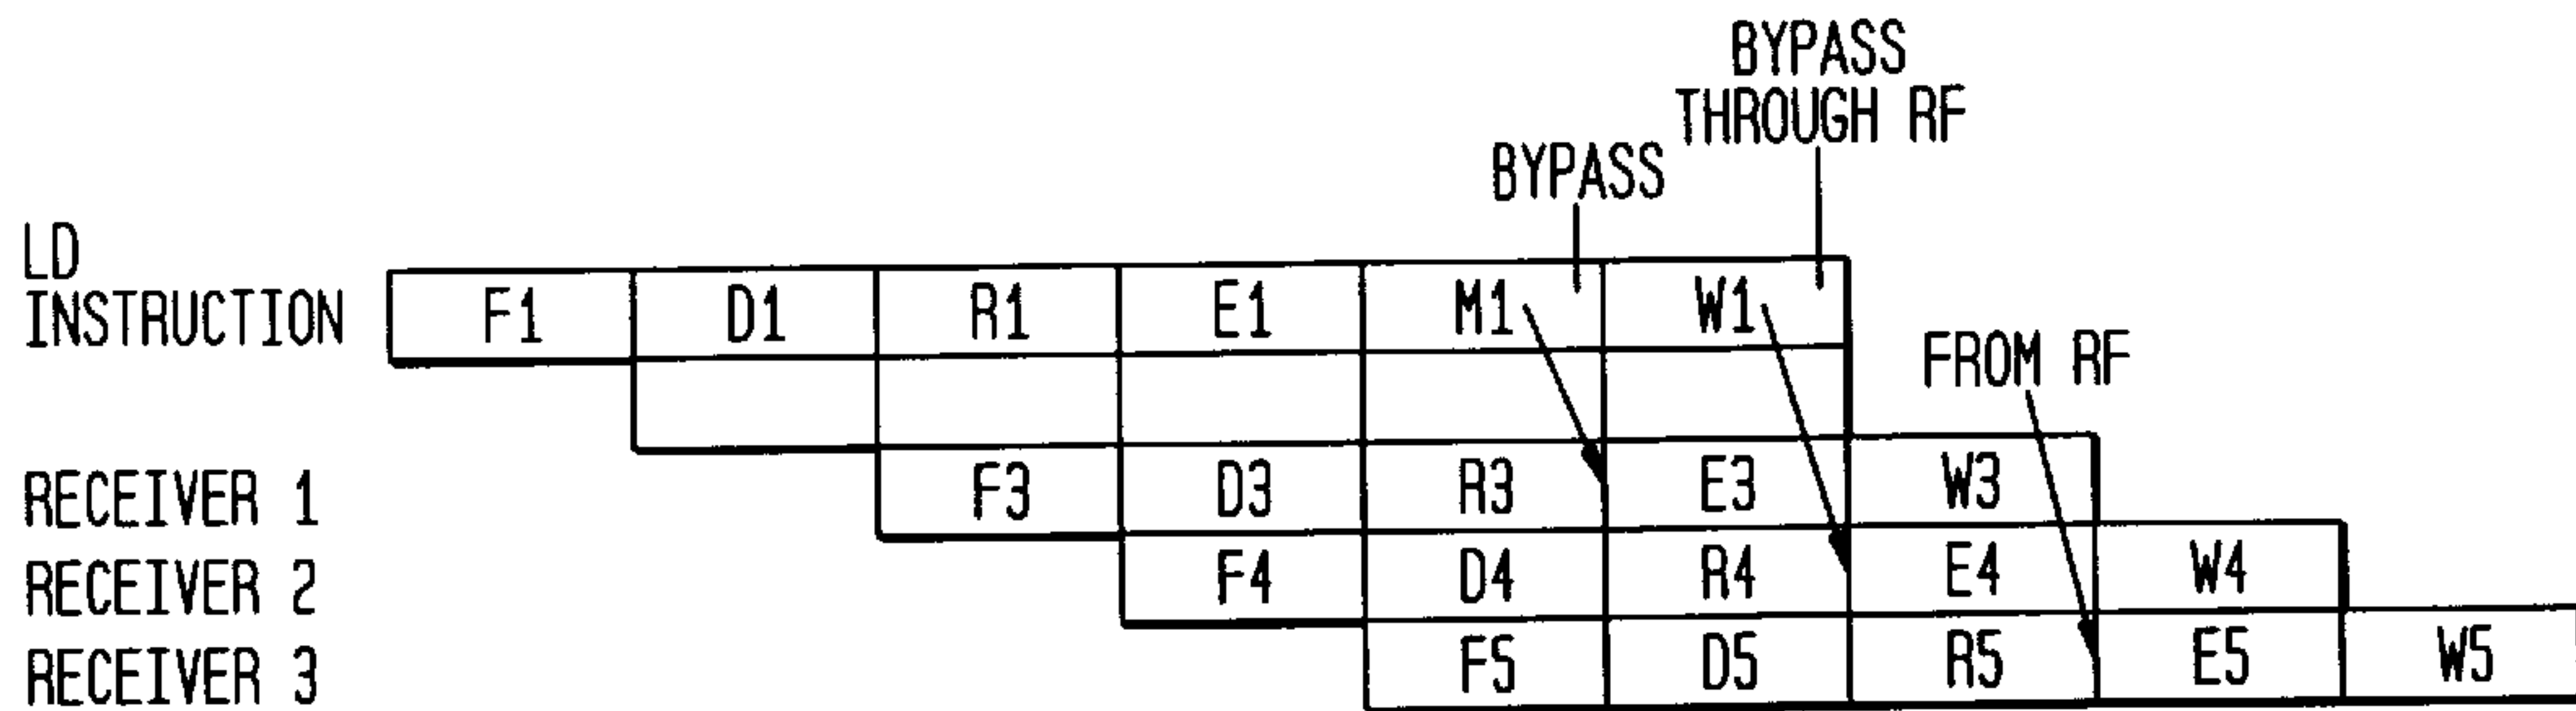 BYPASS
THROUGH RF
BYPASS
LD
INSTRUCTION F1 D1 R1 E1 M1 W1
FROM RF
RECEIVER 1 F3 D3 R3 E3 W3
RECEIVER 2 F4 D4 R4 E4 W4
RECEIVER 3 F5 D5 R5 E5 W5